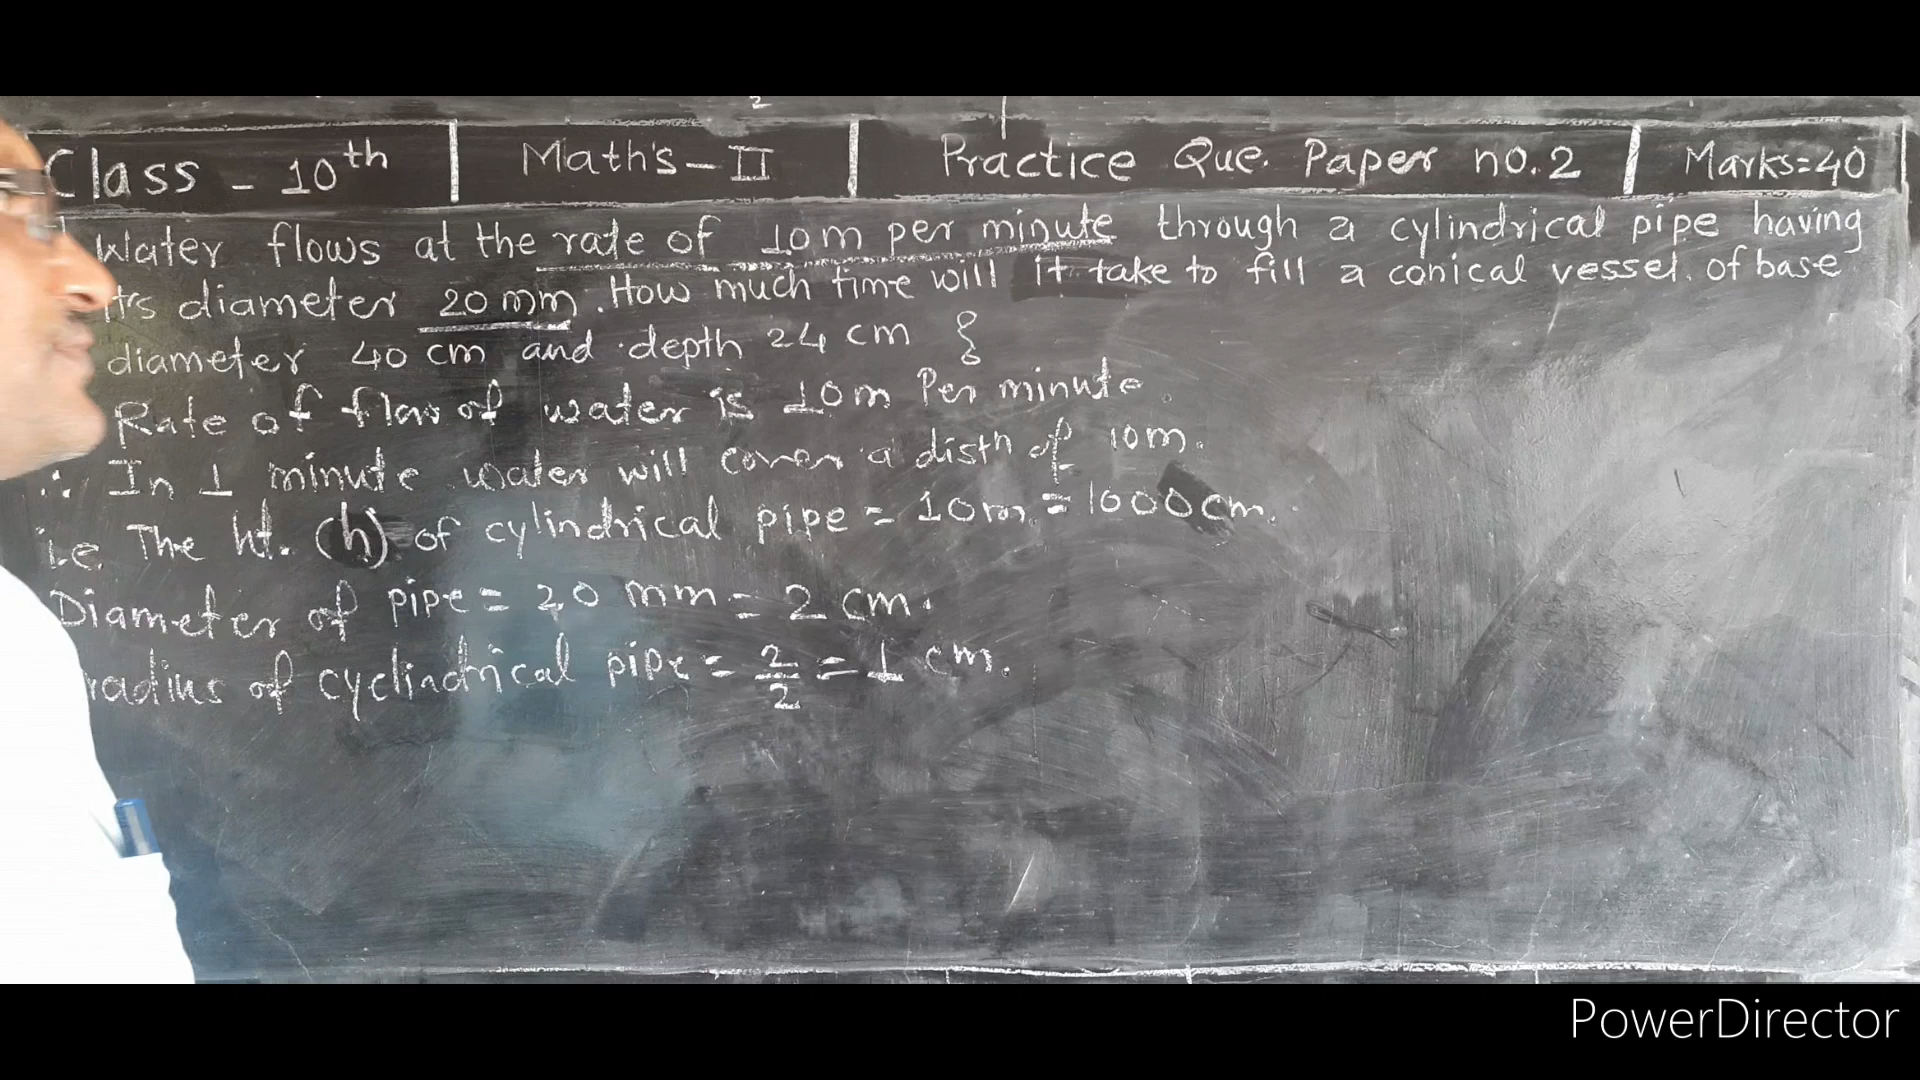 Class - 10th | Math's - II | Practice Que. Paper no.2 | Marks=40
Water flows at the rate of 10m per minute through a cylindrical pipe having
it's diameter 20 mm. How much time will it take to fill a conical vessel. of base
diameter 40 cm and depth 24 cm
Rate of flow of water is 10m Per minute.
∴ In 1 minute water will cover a distn of 10m.
i.e. The ht. (h) of cylindrical pipe = 10m = 1000cm.
Diameter of pipe = 20 mm = 2 cm.
radius of cyclindrical pipe = 2/2 = 1 cm.
PowerDirector